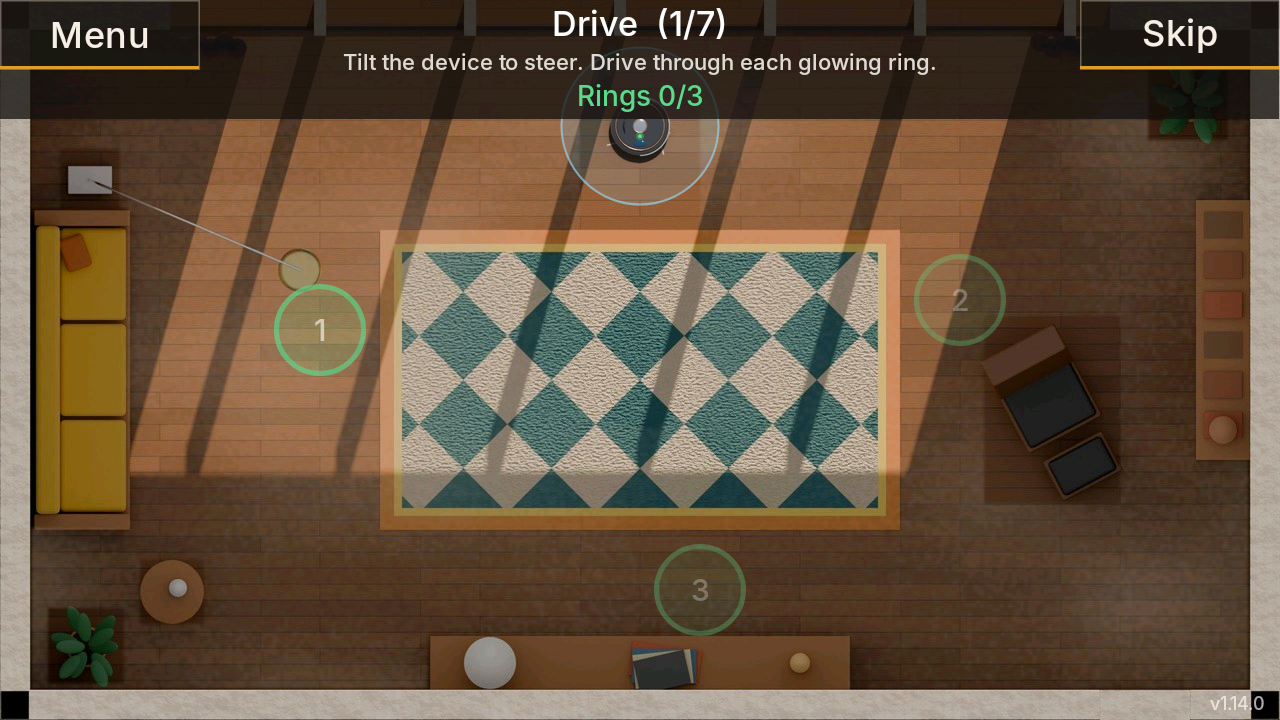 Menu
Drive (1/7)
Skip
Tilt the device to steer. Drive through each glowing ring.
Rings 0/3
1
2
3
v1.14.0